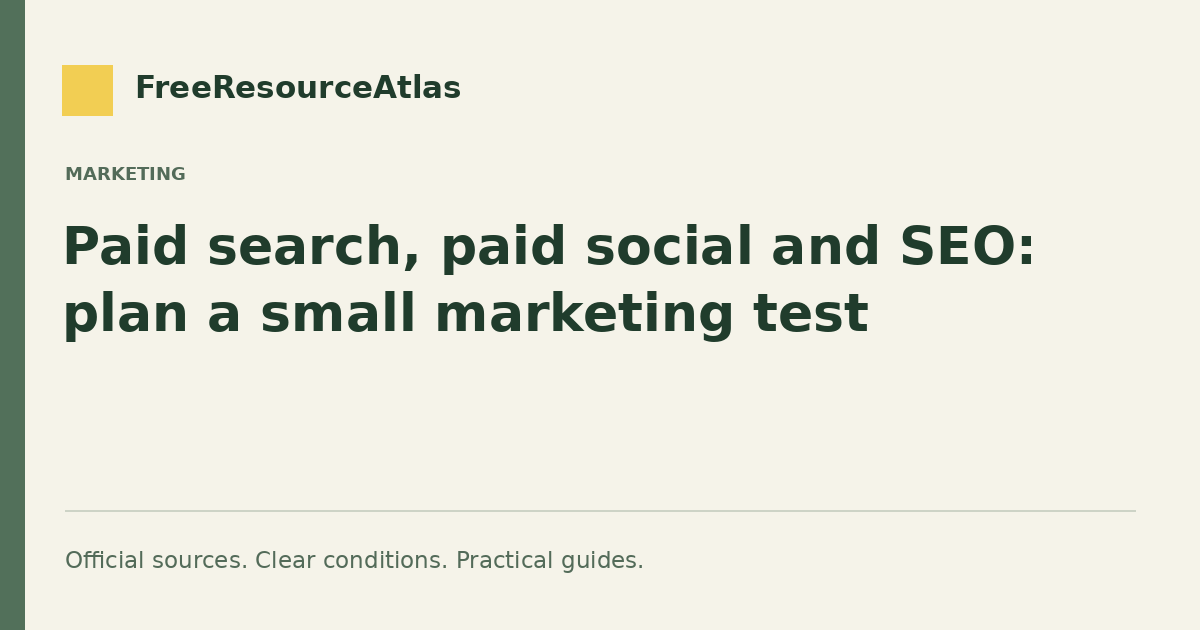 FreeResourceAtlas
MARKETING
Paid search, paid social and SEO:
plan a small marketing test
Official sources. Clear conditions. Practical guides.